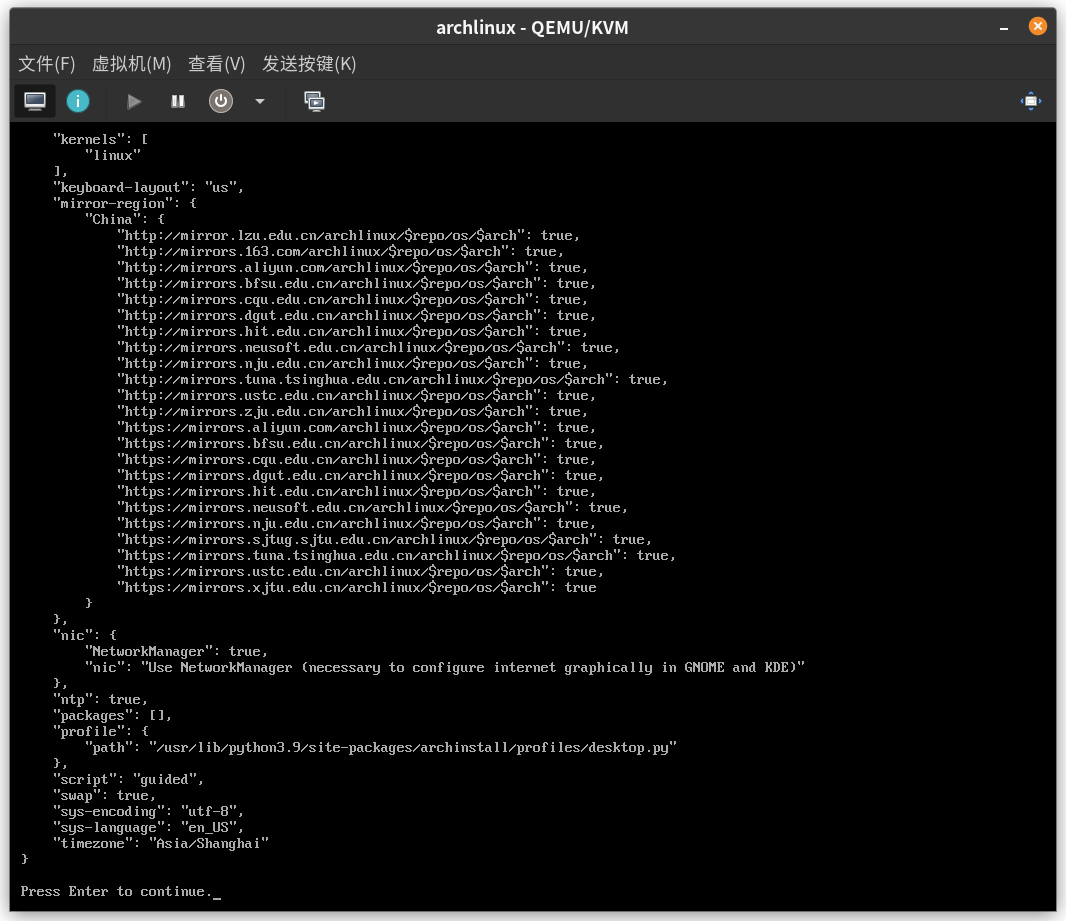 archlinux - QEMU/KVM
文件(F) 虚拟机(M) 查看(V) 发送按键(K)
    "kernels": [
        "linux"
    ],
    "keyboard-layout": "us",
    "mirror-region": {
        "China": {
            "http://mirror.lzu.edu.cn/archlinux/$repo/os/$arch": true,
            "http://mirrors.163.com/archlinux/$repo/os/$arch": true,
            "http://mirrors.aliyun.com/archlinux/$repo/os/$arch": true,
            "http://mirrors.bfsu.edu.cn/archlinux/$repo/os/$arch": true,
            "http://mirrors.cqu.edu.cn/archlinux/$repo/os/$arch": true,
            "http://mirrors.dgut.edu.cn/archlinux/$repo/os/$arch": true,
            "http://mirrors.hit.edu.cn/archlinux/$repo/os/$arch": true,
            "http://mirrors.neusoft.edu.cn/archlinux/$repo/os/$arch": true,
            "http://mirrors.nju.edu.cn/archlinux/$repo/os/$arch": true,
            "http://mirrors.tuna.tsinghua.edu.cn/archlinux/$repo/os/$arch": true,
            "http://mirrors.ustc.edu.cn/archlinux/$repo/os/$arch": true,
            "http://mirrors.zju.edu.cn/archlinux/$repo/os/$arch": true,
            "https://mirrors.aliyun.com/archlinux/$repo/os/$arch": true,
            "https://mirrors.bfsu.edu.cn/archlinux/$repo/os/$arch": true,
            "https://mirrors.cqu.edu.cn/archlinux/$repo/os/$arch": true,
            "https://mirrors.dgut.edu.cn/archlinux/$repo/os/$arch": true,
            "https://mirrors.hit.edu.cn/archlinux/$repo/os/$arch": true,
            "https://mirrors.neusoft.edu.cn/archlinux/$repo/os/$arch": true,
            "https://mirrors.nju.edu.cn/archlinux/$repo/os/$arch": true,
            "https://mirrors.sjtug.sjtu.edu.cn/archlinux/$repo/os/$arch": true,
            "https://mirrors.tuna.tsinghua.edu.cn/archlinux/$repo/os/$arch": true,
            "https://mirrors.ustc.edu.cn/archlinux/$repo/os/$arch": true,
            "https://mirrors.xjtu.edu.cn/archlinux/$repo/os/$arch": true
        }
    },
    "nic": {
        "NetworkManager": true,
        "nic": "Use NetworkManager (necessary to configure internet graphically in GNOME and KDE)"
    },
    "ntp": true,
    "packages": [],
    "profile": {
        "path": "/usr/lib/python3.9/site-packages/archinstall/profiles/desktop.py"
    },
    "script": "guided",
    "swap": true,
    "sys-encoding": "utf-8",
    "sys-language": "en_US",
    "timezone": "Asia/Shanghai"
}
Press Enter to continue._